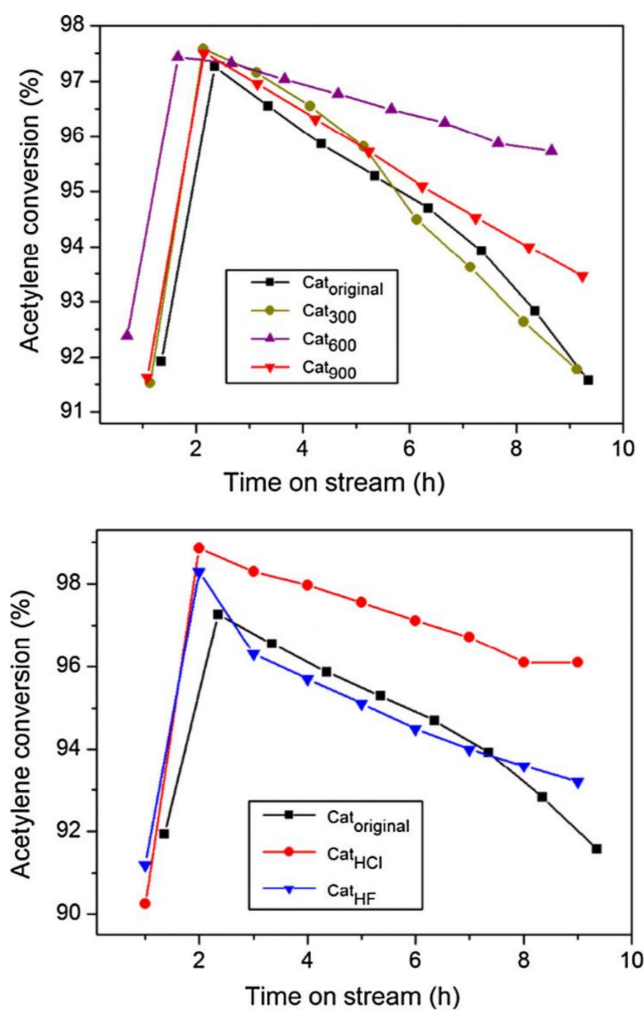 98
97
96
95
94
93
92
91
Acetylene conversion (%)
Cat_original
Cat_300
Cat_600
Cat_900
2 4 6 8 10
Time on stream (h)
98
96
94
92
90
Acetylene conversion (%)
Cat_original
Cat_HCl
Cat_HF
2 4 6 8 10
Time on stream (h)